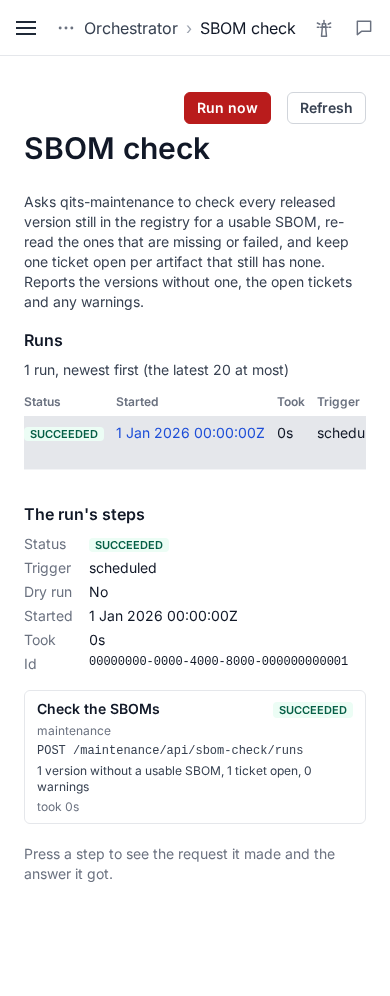 ··· Orchestrator › SBOM check
Run now Refresh
SBOM check
Asks qits-maintenance to check every released
version still in the registry for a usable SBOM, re-
read the ones that are missing or failed, and keep
one ticket open per artifact that still has none.
Reports the versions without one, the open tickets
and any warnings.
Runs
1 run, newest first (the latest 20 at most)
Status Started Took Trigger
SUCCEEDED 1 Jan 2026 00:00:00Z 0s schedu
The run's steps
Status SUCCEEDED
Trigger scheduled
Dry run No
Started 1 Jan 2026 00:00:00Z
Took 0s
Id 00000000-0000-4000-8000-000000000001
Check the SBOMs SUCCEEDED
maintenance
POST /maintenance/api/sbom-check/runs
1 version without a usable SBOM, 1 ticket open, 0
warnings
took 0s
Press a step to see the request it made and the
answer it got.